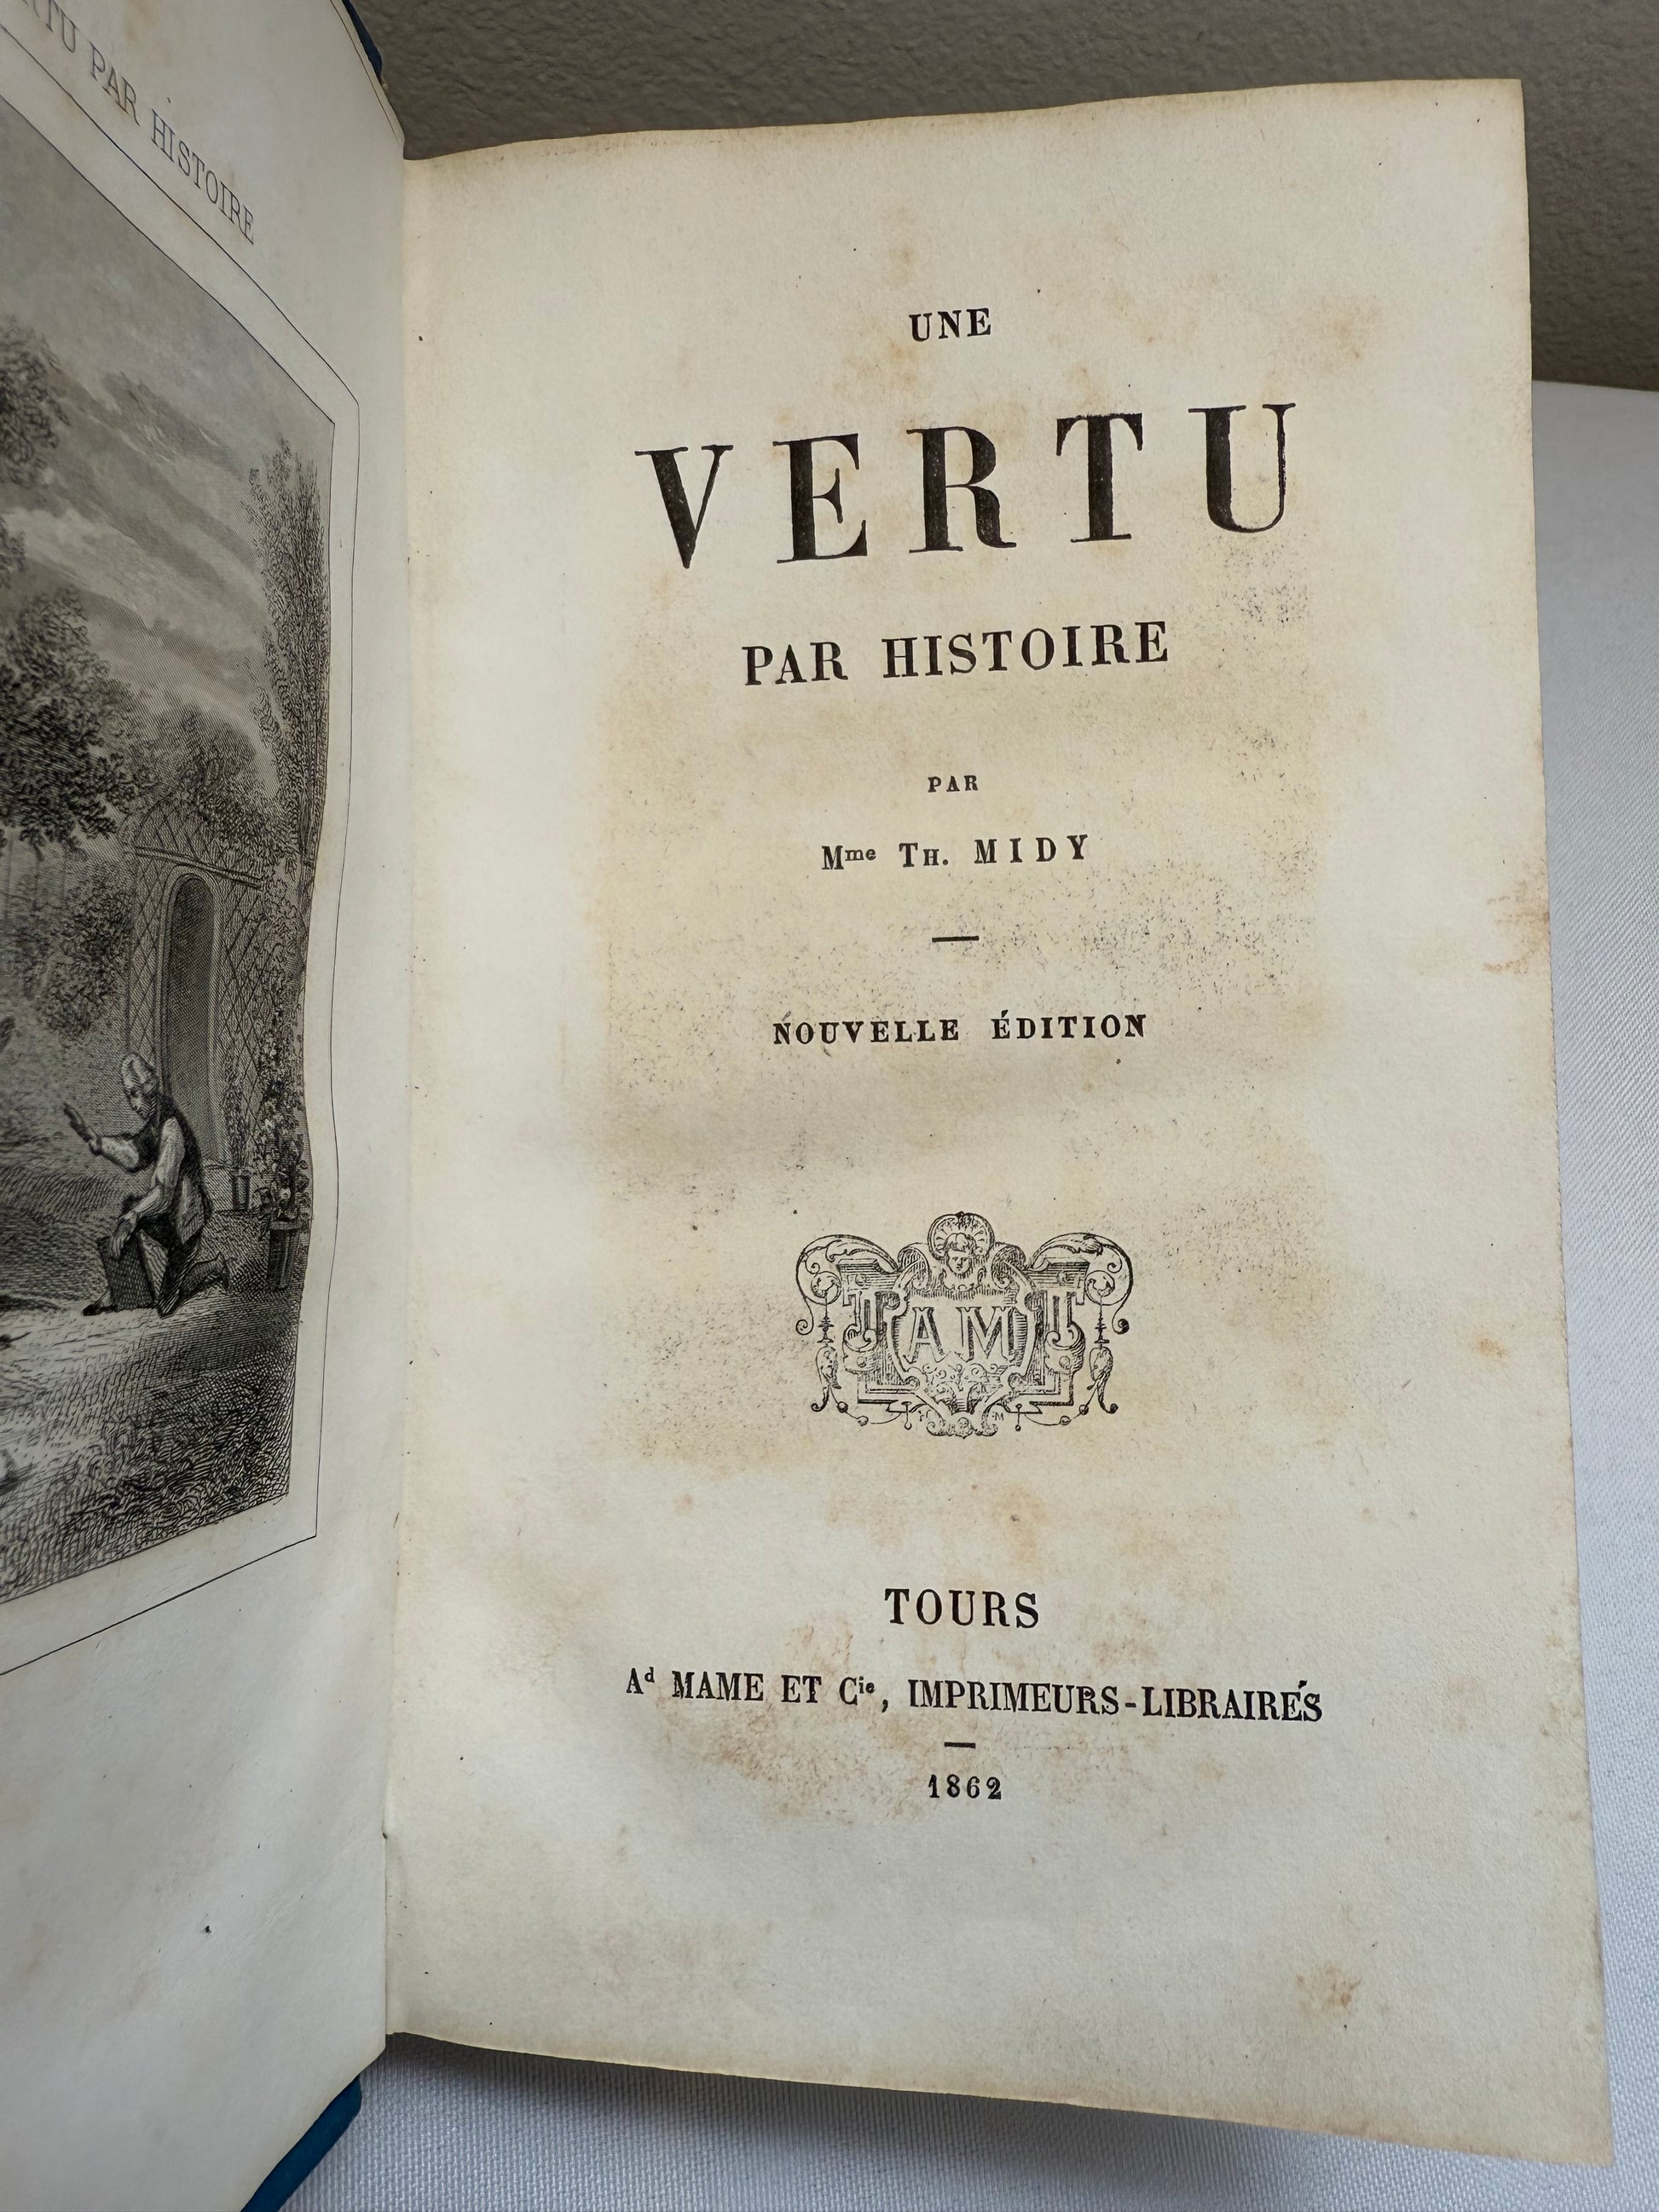 PAR HISTOIRE
UNE
VERTU
PAR HISTOIRE
PAR
Mme TH. MIDY
NOUVELLE ÉDITION
AM
TOURS
Ad MAME ET Cie, IMPRIMEURS-LIBRAIRES
1862